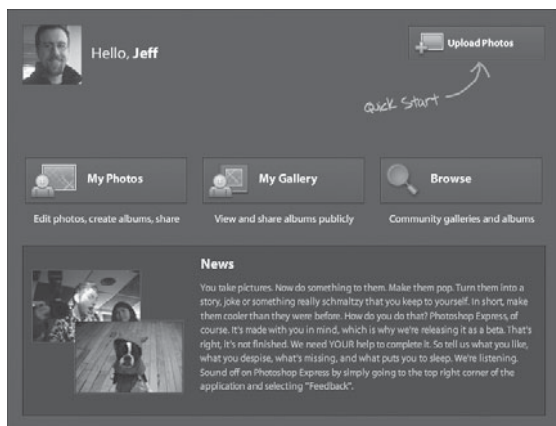 Hello, Jeff
Upload Photos
Quick Start
My Photos
My Gallery
Browse
Edit photos, create albums, share
View and share albums publicly
Community galleries and albums
News
You take pictures. Now do something to them. Make them pop. Turn them into a
story, joke or something really schmaltzy that you keep to yourself. In short, make
them cooler than they were before. How do you do that? Photoshop Express, of
course. It's made with you in mind, which is why we're releasing it as a beta. That's
right, it's not finished. We need YOUR help to complete it. So tell us what you like,
what you despise, what's missing, and what puts you to sleep. We're listening.
Sound off on Photoshop Express by simply going to the top right corner of the
application and selecting "Feedback".